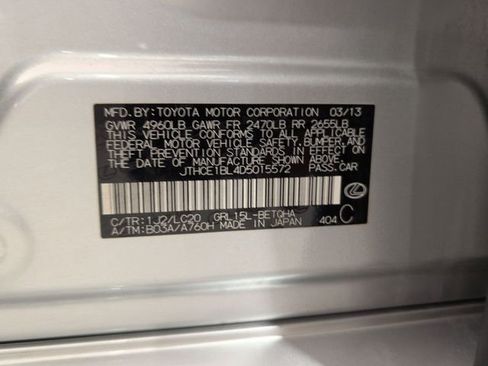 MFD. BY: TOYOTA MOTOR CORPORATION 03/13
GVWR 4960LB GAWR FR 2470LB RR 2655LB
THIS VEHICLE CONFORMS TO ALL APPLICABLE
FEDERAL MOTOR VEHICLE SAFETY, BUMPER, AND
THEFT PREVENTION STANDARDS IN EFFECT ON
THE DATE OF MANUFACTURE SHOWN ABOVE.
JTHCE1BL4D5015572 PASS. CAR
C/TR: 1J2/LC20 GRL15L-BETQHA
A/TM: B03A/A760H MADE IN JAPAN 404 C